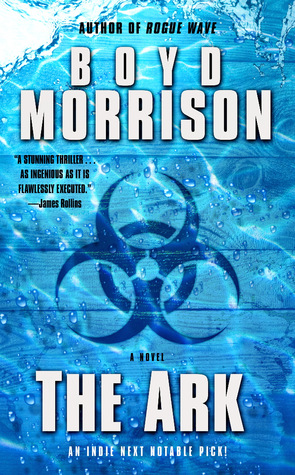 AUTHOR OF ROGUE WAVE
BOYD
MORRISON
"A STUNNING THRILLER . . .
AS INGENIOUS AS IT IS
FLAWLESSLY EXECUTED."
—James Rollins
A NOVEL
THE ARK
AN INDIE NEXT NOTABLE PICK!